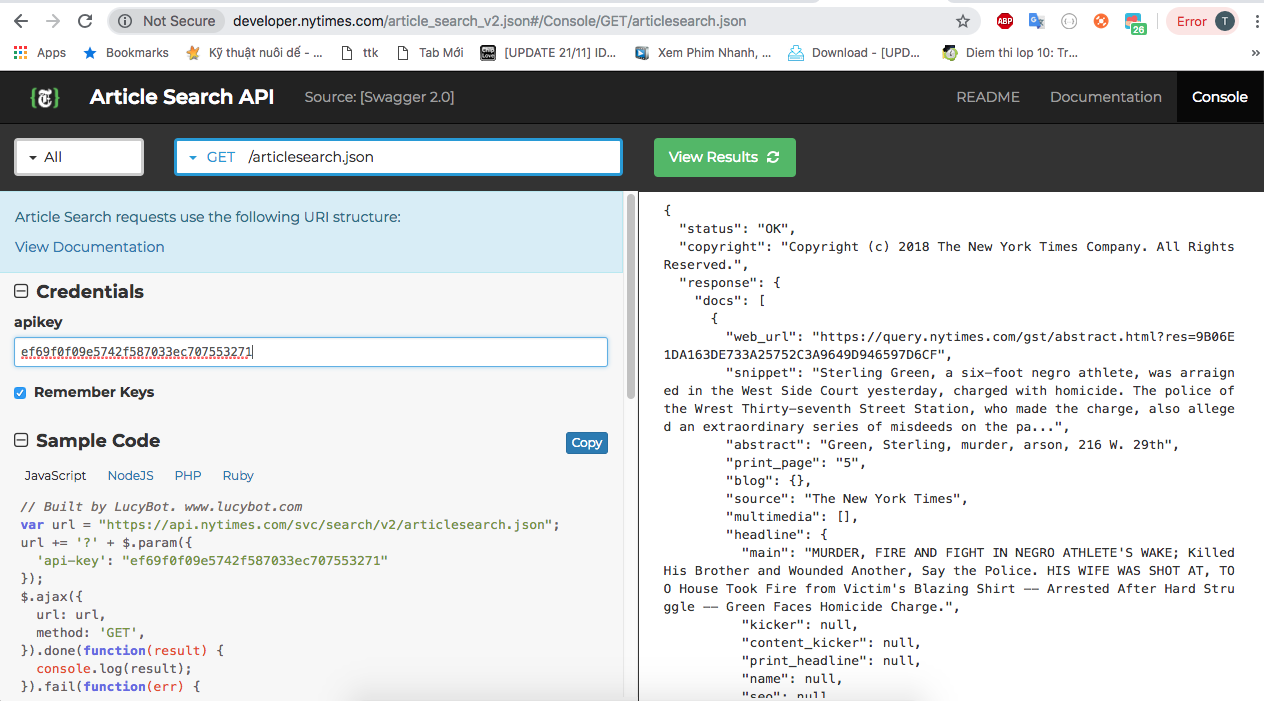 Not Secure developer.nytimes.com/article_search_v2.json#/Console/GET/articlesearch.json ABP 26 Error T
Apps Bookmarks Kỹ thuật nuôi dế - ... ttk Tab Mới [UPDATE 21/11] ID... Xem Phim Nhanh, ... Download - [UPD... Diem thi lop 10: Tr... »
{T} Article Search API Source: [Swagger 2.0] README Documentation Console
All GET /articlesearch.json View Results
Article Search requests use the following URI structure:
View Documentation
Credentials
apikey
ef69f0f09e5742f587033ec707553271
Remember Keys
Sample Code Copy
JavaScript NodeJS PHP Ruby
// Built by LucyBot. www.lucybot.com
var url = "https://api.nytimes.com/svc/search/v2/articlesearch.json";
url += '?' + $.param({
'api-key': "ef69f0f09e5742f587033ec707553271"
});
$.ajax({
url: url,
method: 'GET',
}).done(function(result) {
console.log(result);
}).fail(function(err) {
{
"status": "OK",
"copyright": "Copyright (c) 2018 The New York Times Company. All Rights
Reserved.",
"response": {
"docs": [
{
"web_url": "https://query.nytimes.com/gst/abstract.html?res=9B06E
1DA163DE733A25752C3A9649D946597D6CF",
"snippet": "Sterling Green, a six-foot negro athlete, was arraign
ed in the West Side Court yesterday, charged with homicide. The police of
the Wrest Thirty-seventh Street Station, who made the charge, also allege
d an extraordinary series of misdeeds on the pa...",
"abstract": "Green, Sterling, murder, arson, 216 W. 29th",
"print_page": "5",
"blog": {},
"source": "The New York Times",
"multimedia": [],
"headline": {
"main": "MURDER, FIRE AND FIGHT IN NEGRO ATHLETE'S WAKE; Killed
His Brother and Wounded Another, Say the Police. HIS WIFE WAS SHOT AT, TO
O House Took Fire from Victim's Blazing Shirt -- Arrested After Hard Stru
ggle -- Green Faces Homicide Charge.",
"kicker": null,
"content_kicker": null,
"print_headline": null,
"name": null,
"seo": null